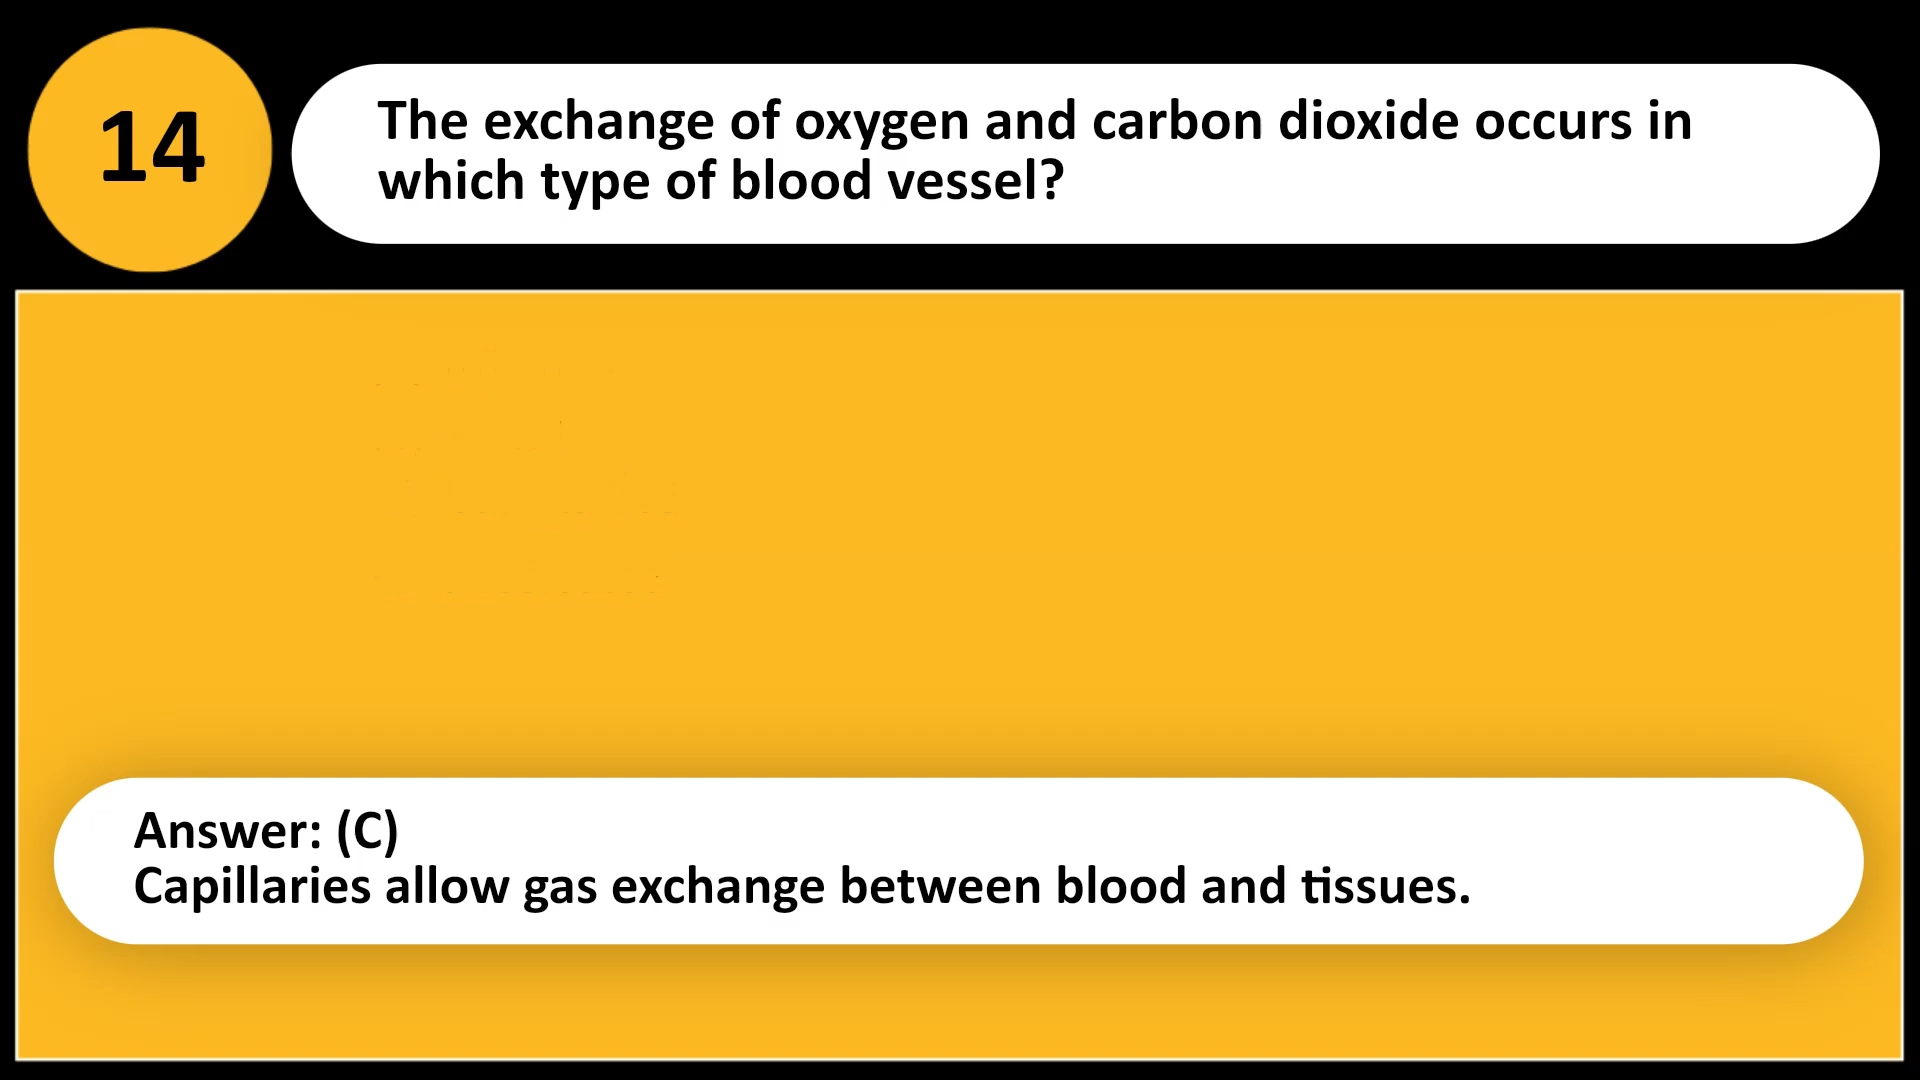 14
The exchange of oxygen and carbon dioxide occurs in
which type of blood vessel?
Answer: (C)
Capillaries allow gas exchange between blood and tissues.